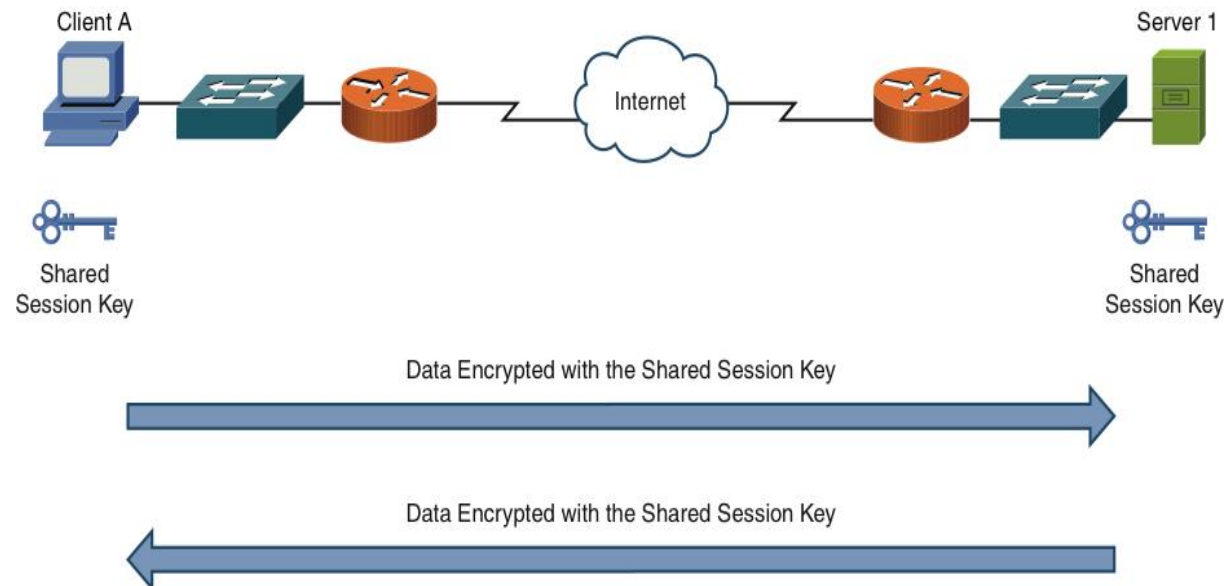 Client A
Server 1
Internet
Shared
Session Key
Shared
Session Key
Data Encrypted with the Shared Session Key
Data Encrypted with the Shared Session Key